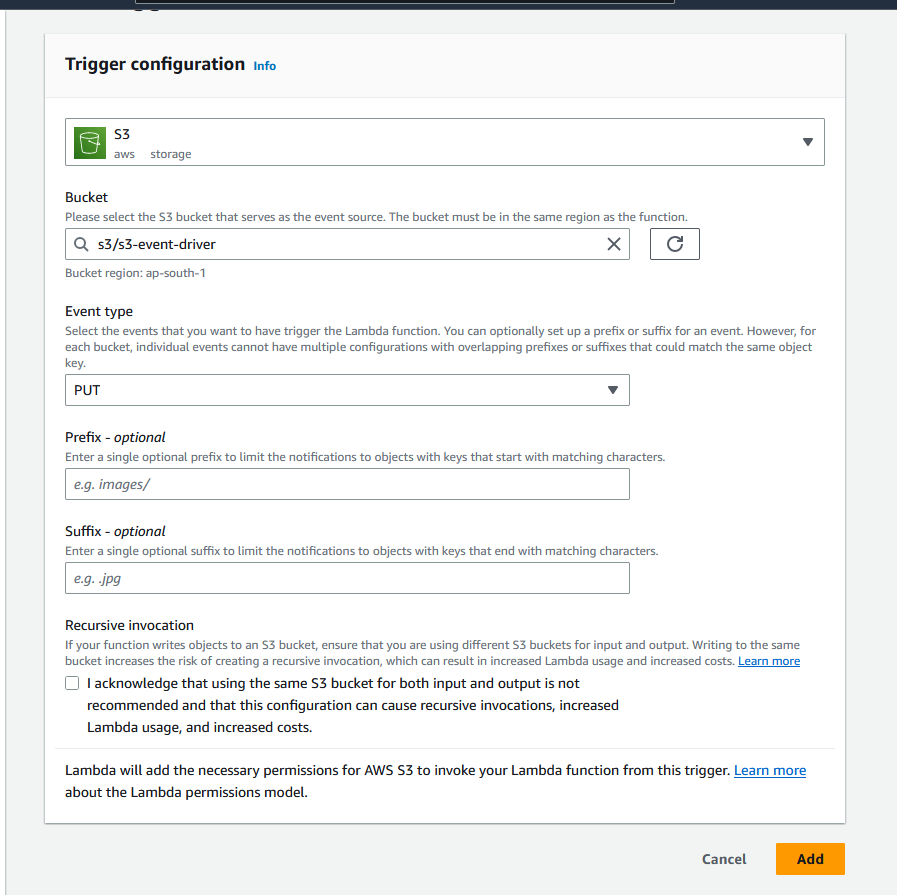 Trigger configuration Info
S3
aws storage
Bucket
Please select the S3 bucket that serves as the event source. The bucket must be in the same region as the function.
s3/s3-event-driver
Bucket region: ap-south-1
Event type
Select the events that you want to have trigger the Lambda function. You can optionally set up a prefix or suffix for an event. However, for
each bucket, individual events cannot have multiple configurations with overlapping prefixes or suffixes that could match the same object
key.
PUT
Prefix - optional
Enter a single optional prefix to limit the notifications to objects with keys that start with matching characters.
e.g. images/
Suffix - optional
Enter a single optional suffix to limit the notifications to objects with keys that end with matching characters.
e.g. .jpg
Recursive invocation
If your function writes objects to an S3 bucket, ensure that you are using different S3 buckets for input and output. Writing to the same
bucket increases the risk of creating a recursive invocation, which can result in increased Lambda usage and increased costs. Learn more
I acknowledge that using the same S3 bucket for both input and output is not
recommended and that this configuration can cause recursive invocations, increased
Lambda usage, and increased costs.
Lambda will add the necessary permissions for AWS S3 to invoke your Lambda function from this trigger. Learn more
about the Lambda permissions model.
Cancel Add